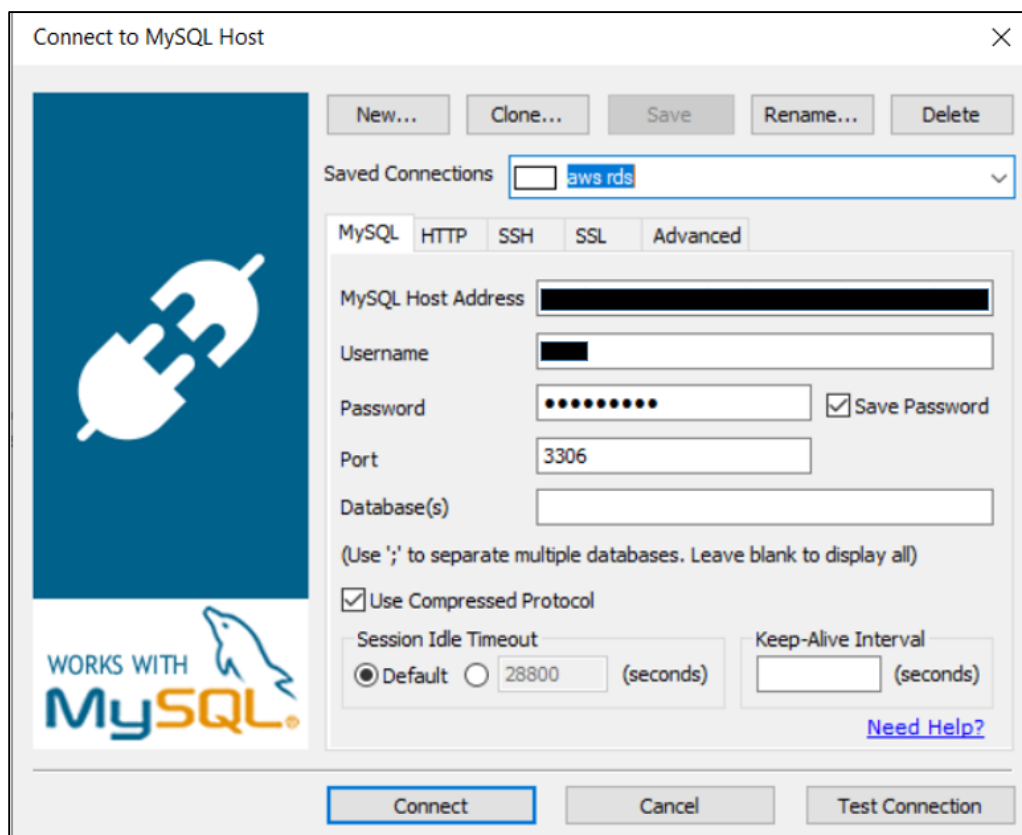 Connect to MySQL Host
New... Clone... Save Rename... Delete
Saved Connections aws rds
MySQL HTTP SSH SSL Advanced
MySQL Host Address
Username
Password ●●●●●●●●● Save Password
Port 3306
Database(s)
(Use ';' to separate multiple databases. Leave blank to display all)
Use Compressed Protocol
Session Idle Timeout Keep-Alive Interval
Default 28800 (seconds) (seconds)
Need Help?
WORKS WITH
MySQL®
Connect Cancel Test Connection